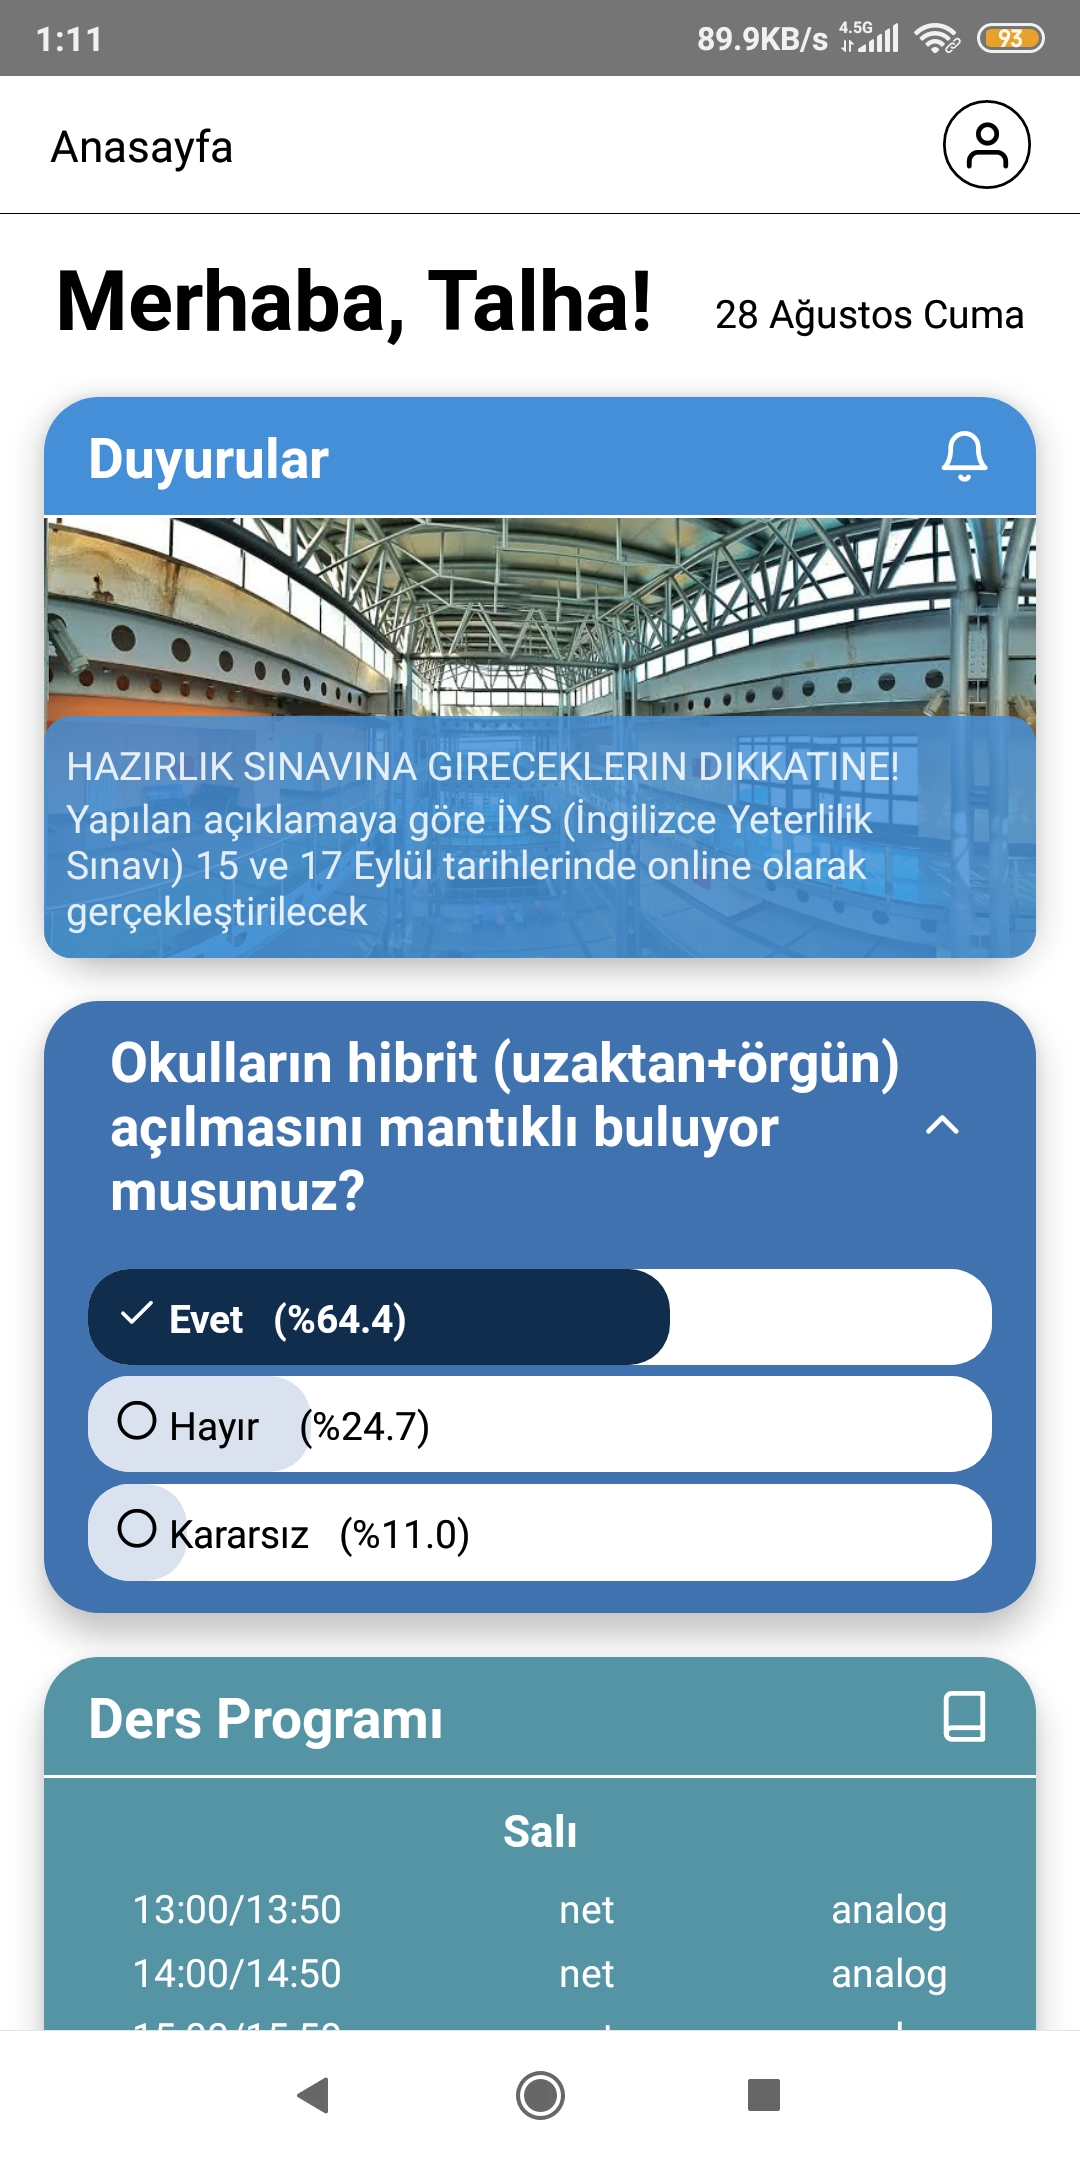 1:11
89.9KB/s 4.5G 93
Anasayfa
Merhaba, Talha!
28 Ağustos Cuma
Duyurular
HAZIRLIK SINAVINA GIRECEKLERIN DIKKATINE!
Yapılan açıklamaya göre İYS (İngilizce Yeterlilik
Sınavı) 15 ve 17 Eylül tarihlerinde online olarak
gerçekleştirilecek
Okulların hibrit (uzaktan+örgün)
açılmasını mantıklı buluyor
musunuz?
Evet (%64.4)
Hayır (%24.7)
Kararsız (%11.0)
Ders Programı
Salı
13:00/13:50 net analog
14:00/14:50 net analog